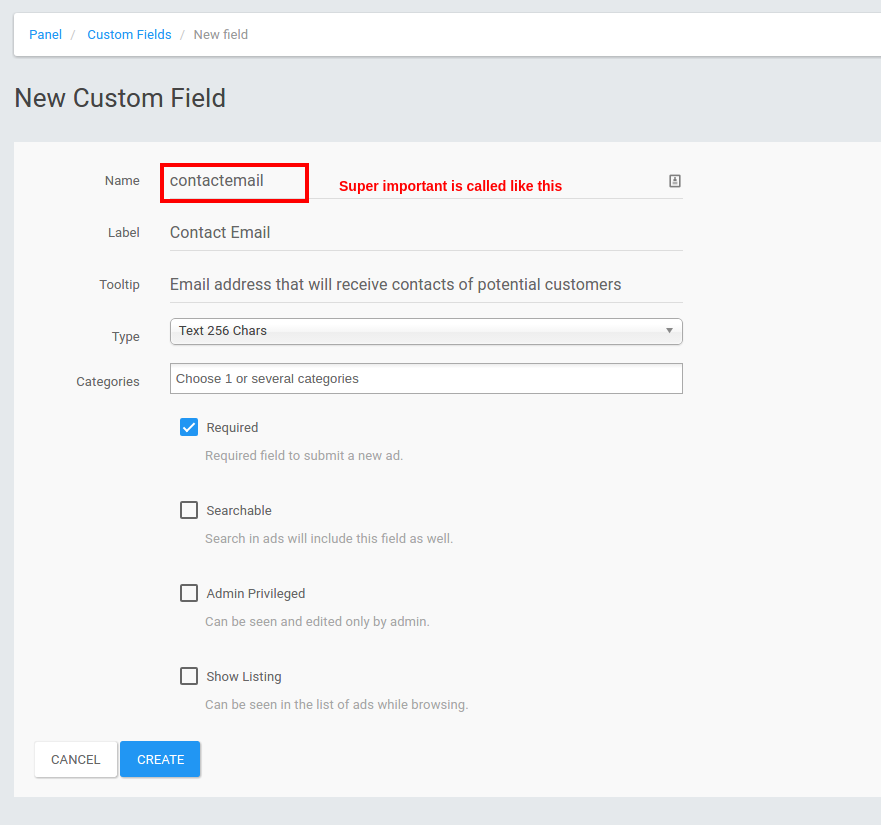 Panel / Custom Fields / New field
New Custom Field
Name contactemail Super important is called like this
Label Contact Email
Tooltip Email address that will receive contacts of potential customers
Type Text 256 Chars
Categories Choose 1 or several categories
Required
Required field to submit a new ad.
Searchable
Search in ads will include this field as well.
Admin Privileged
Can be seen and edited only by admin.
Show Listing
Can be seen in the list of ads while browsing.
CANCEL CREATE